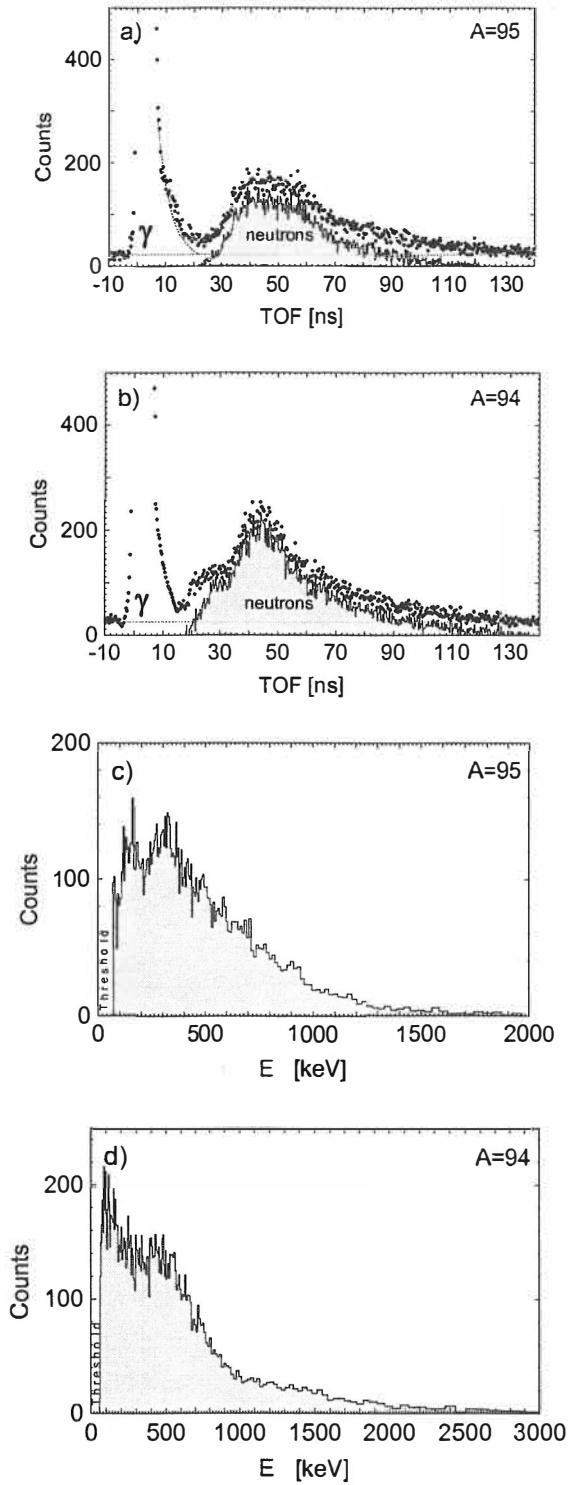 a)
A=95
400
Counts
200
γ
neutrons
0
-10 10 30 50 70 90 110 130
TOF [ns]
b)
A=94
400
Counts
200
γ
neutrons
0
-10 10 30 50 70 90 110 130
TOF [ns]
200
c)
A=95
Counts
100
Threshold
0
0 500 1000 1500 2000
E [keV]
d)
A=94
200
Counts
100
Threshold
0
0 500 1000 1500 2000 2500 3000
E [keV]